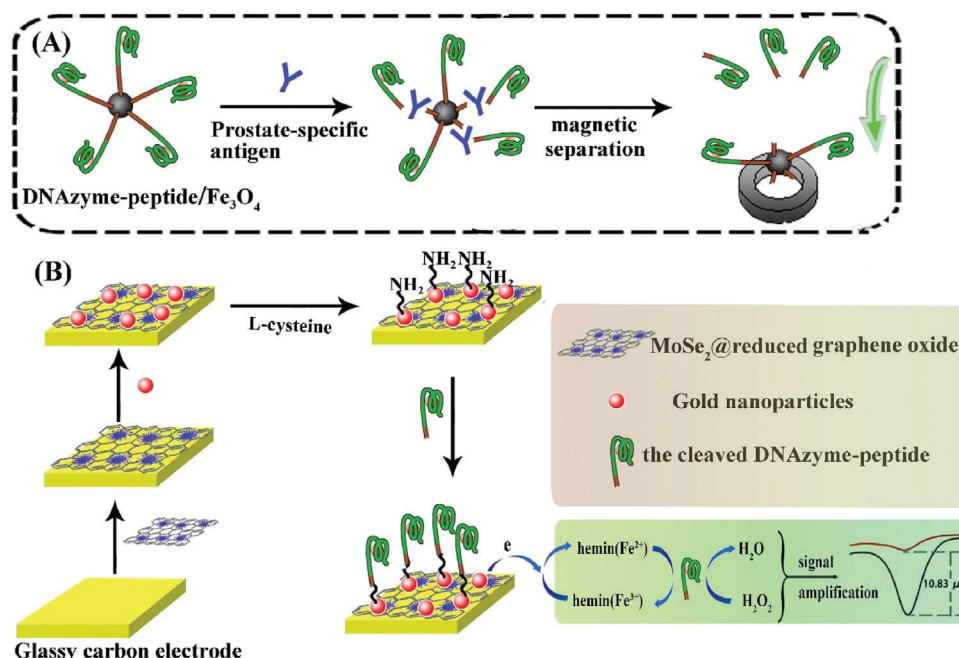 (A)
Prostate-specific
antigen
magnetic
separation
DNAzyme-peptide/Fe₃O₄
(B)
NH₂
NH₂
NH₂
NH₂
L-cysteine
MoSe₂@reduced graphene oxide
Gold nanoparticles
the cleaved DNAzyme-peptide
e
hemin(Fe²⁺)
H₂O
signal
amplification
10.83
μ
hemin(Fe³⁺)
H₂O₂
Glassy carbon electrode